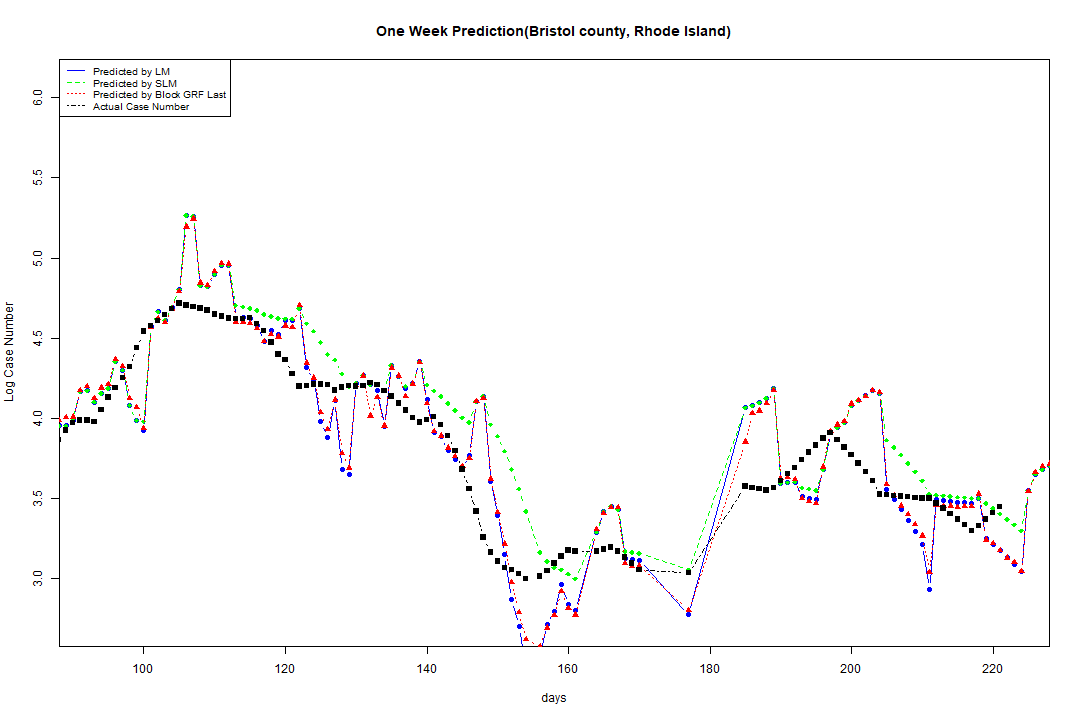 One Week Prediction(Bristol county, Rhode Island)
Predicted by LM
Predicted by SLM
Predicted by Block GRF Last
Actual Case Number
Log Case Number
6.0
5.5
5.0
4.5
4.0
3.5
3.0
100 120 140 160 180 200 220
days